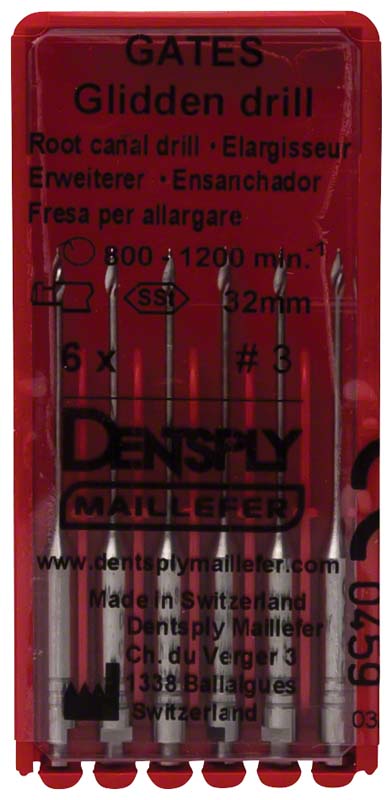 GATES
Glidden drill
Root canal drill · Elargisseur
Erweiterer · Ensanchador
Fresa per allargare
800 - 1200 min.⁻¹
R SSt 32mm
6 x # 3
DENTSPLY
MAILLEFER
www.dentsplymaillefer.com
Made in Switzerland
Dentsply Maillefer
Ch. du Verger 3
1338 Ballaigues
Switzerland
CE 0459
03